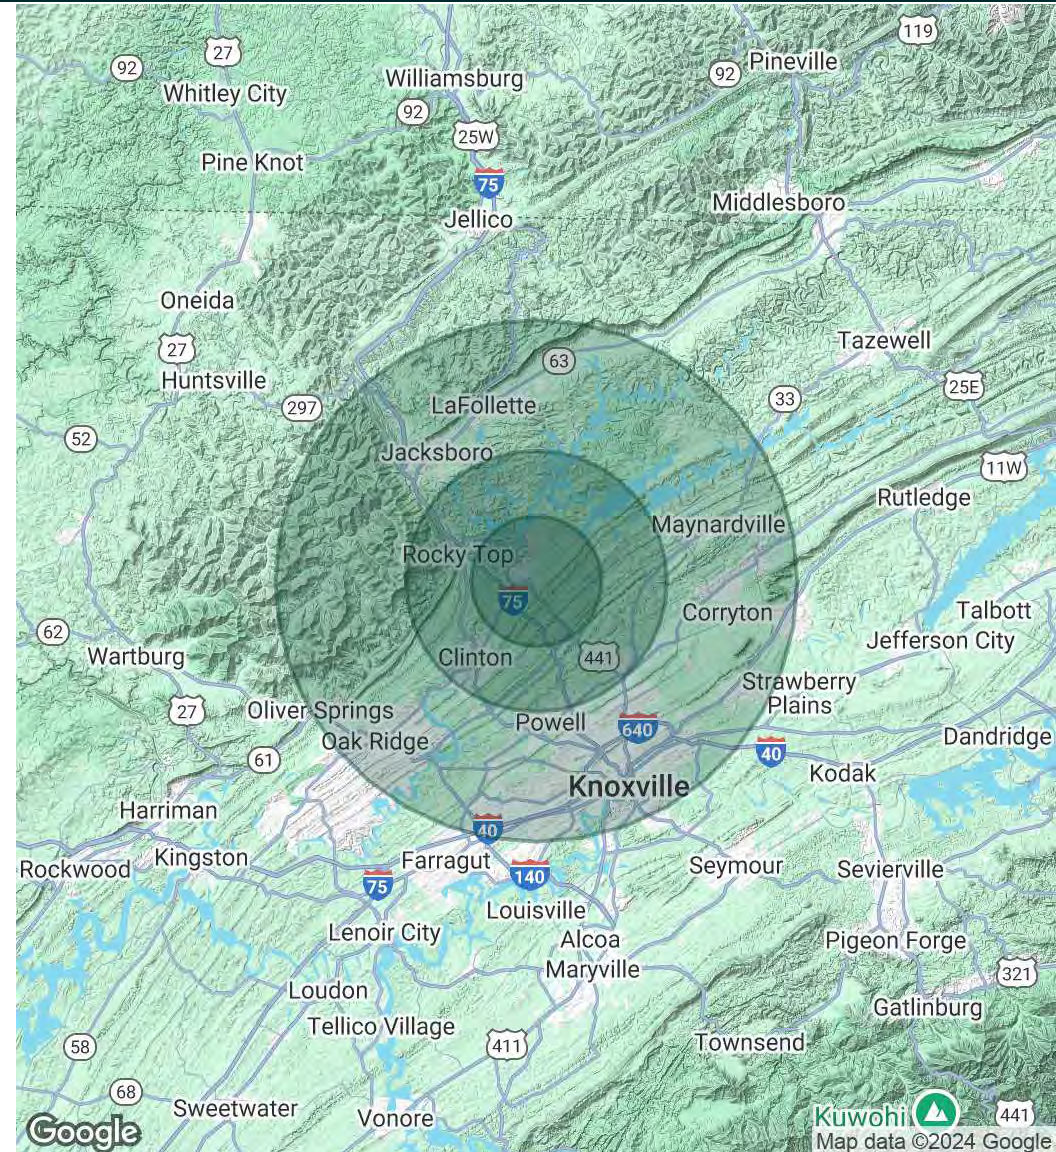 119
27
Pineville
92
92
Williamsburg
Whitley City
92
25W
Pine Knot
75
Middlesboro
Jellico
Oneida
Tazewell
27
63
Huntsville
25E
33
LaFollette
297
52
Jacksboro
11W
Rutledge
Maynardville
Rocky Top
75
Corryton
Talbott
62
Jefferson City
Wartburg
Clinton
441
Strawberry
Plains
27
Oliver Springs
Powell
640
Dandridge
Oak Ridge
40
61
Kodak
Knoxville
Harriman
40
Kingston
Farragut
Seymour
Sevierville
Rockwood
140
75
Louisville
Lenoir City
Alcoa
Pigeon Forge
Maryville
321
Loudon
Gatlinburg
Tellico Village
411
Townsend
58
68
Sweetwater
Vonore
Kuwohi
441
Google
Map data ©2024 Google